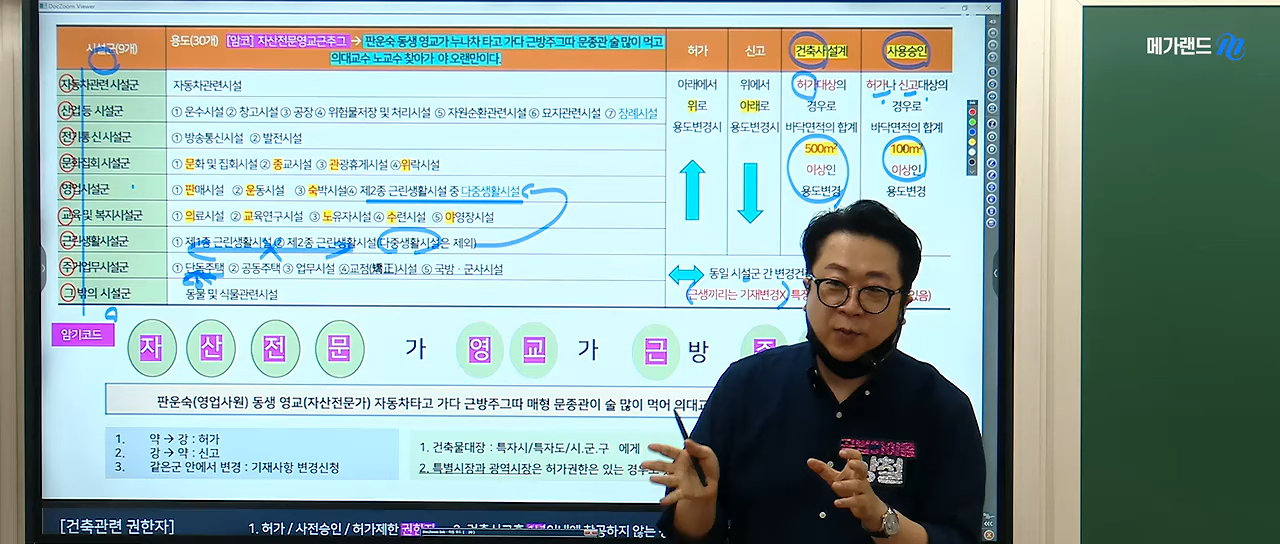 DocZoom Viewer
메가랜드
시설군(9개) 용도(30개) [암코] 자산전문영교근주그 → 판운숙 동생 영교가 누나차 타고 가다 근방주그따 문종관 술 많이 먹고 의대교수 노교수 찾아가 야 오랜만이다. 허가 신고 건축사설계 사용승인
자동차관련 시설군 자동차관련시설
산업등 시설군 ① 운수시설 ② 창고시설 ③ 공장 ④ 위험물저장 및 처리시설 ⑤ 자원순환관련시설 ⑥ 묘지관련시설 ⑦ 장례시설
전기통신시설군 ① 방송통신시설 ② 발전시설
문화집회 시설군 ① 문화 및 집회시설 ② 종교시설 ③ 관광휴게시설 ④위락시설
영업시설군 ① 판매시설 ② 운동시설 ③ 숙박시설④ 제2종 근린생활시설 중 다중생활시설
교육 및 복지시설군 ① 의료시설 ② 교육연구시설 ③ 노유자시설④ 수련시설 ⑤ 야영장시설
근린생활시설군 ① 제1종 근린생활시설 ② 제2종 근린생활시설(다중생활시설은 제외)
주거업무시설군 ① 단독주택 ② 공동주택 ③ 업무시설 ④교정(矯正)시설 ⑤ 국방 · 군사시설
그 밖의 시설군 동물 및 식물관련시설
아래에서 위로 용도변경시
위에서 아래로 용도변경시
허가대상의 경우로 바닥면적의 합계 500m² 이상인 용도변경
허가나 신고대상의 경우로 바닥면적의 합계 100m² 이상인 용도변경
동일 시설군 간 변경
(근생끼리는 기재변경X, 특 있음)
암기코드
자 산 전 문 가 영 교 가 근 방 주
판운숙(영업사원) 동생 영교(자산전문가) 자동차타고 가다 근방주그따 매형 문종관이 술 많이 먹어 의대교
1. 약 → 강 : 허가
2. 강 → 약 : 신고
3. 같은군 안에서 변경 : 기재사항 변경신청
1. 건축물대장 : 특자시/특자도/시.군.구 에게
2. 특별시장과 광역시장은 허가권한은 있는 경우
[건축관련 권한자] 1. 허가 / 사전승인 / 허가제한 권한자